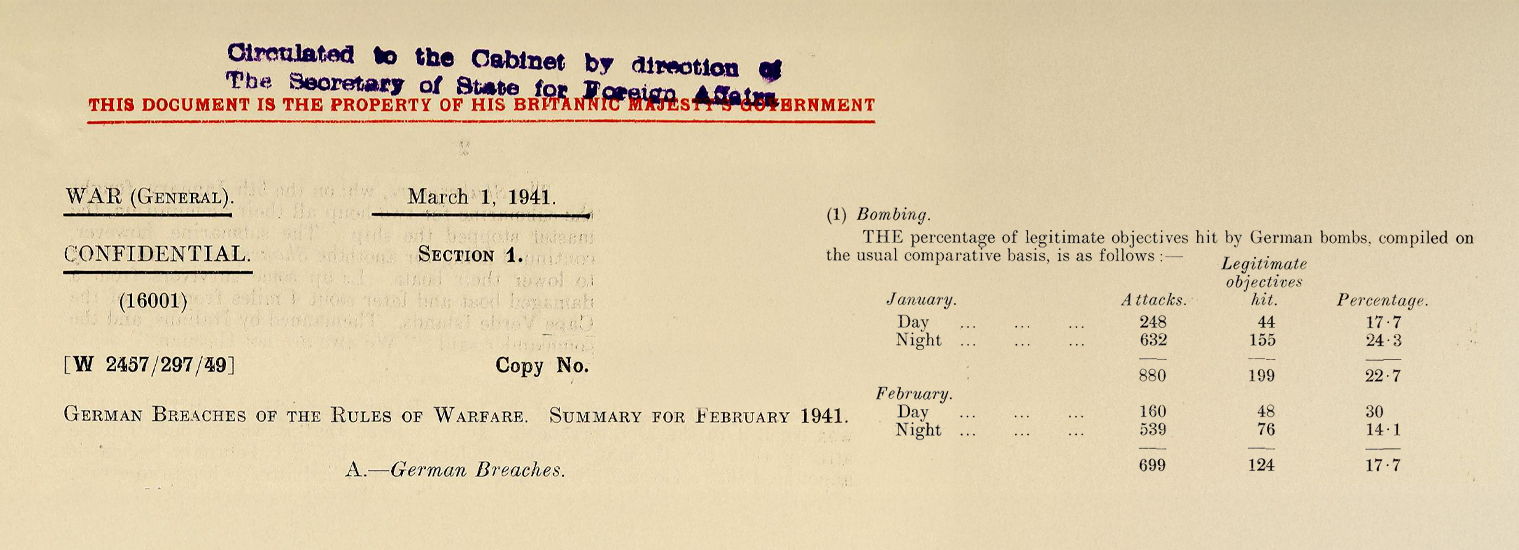 Circulated to the Cabinet by direction of
The Secretary of State for Foreign Affairs
THIS DOCUMENT IS THE PROPERTY OF HIS BRITANNIC MAJESTY'S GOVERNMENT
WAR (GENERAL). March 1, 1941.
CONFIDENTIAL. SECTION 1.
(16001)
[W 2457/297/49] Copy No.
GERMAN BREACHES OF THE RULES OF WARFARE. SUMMARY FOR FEBRUARY 1941.
A.—German Breaches.
(1) Bombing.
THE percentage of legitimate objectives hit by German bombs, compiled on
the usual comparative basis, is as follows :—
Legitimate
objectives
January. Attacks. hit. Percentage.
Day ... ... ... 248 44 17·7
Night ... ... ... 632 155 24·3
880 199 22·7
February.
Day ... ... ... 160 48 30
Night ... ... ... 539 76 14·1
699 124 17·7